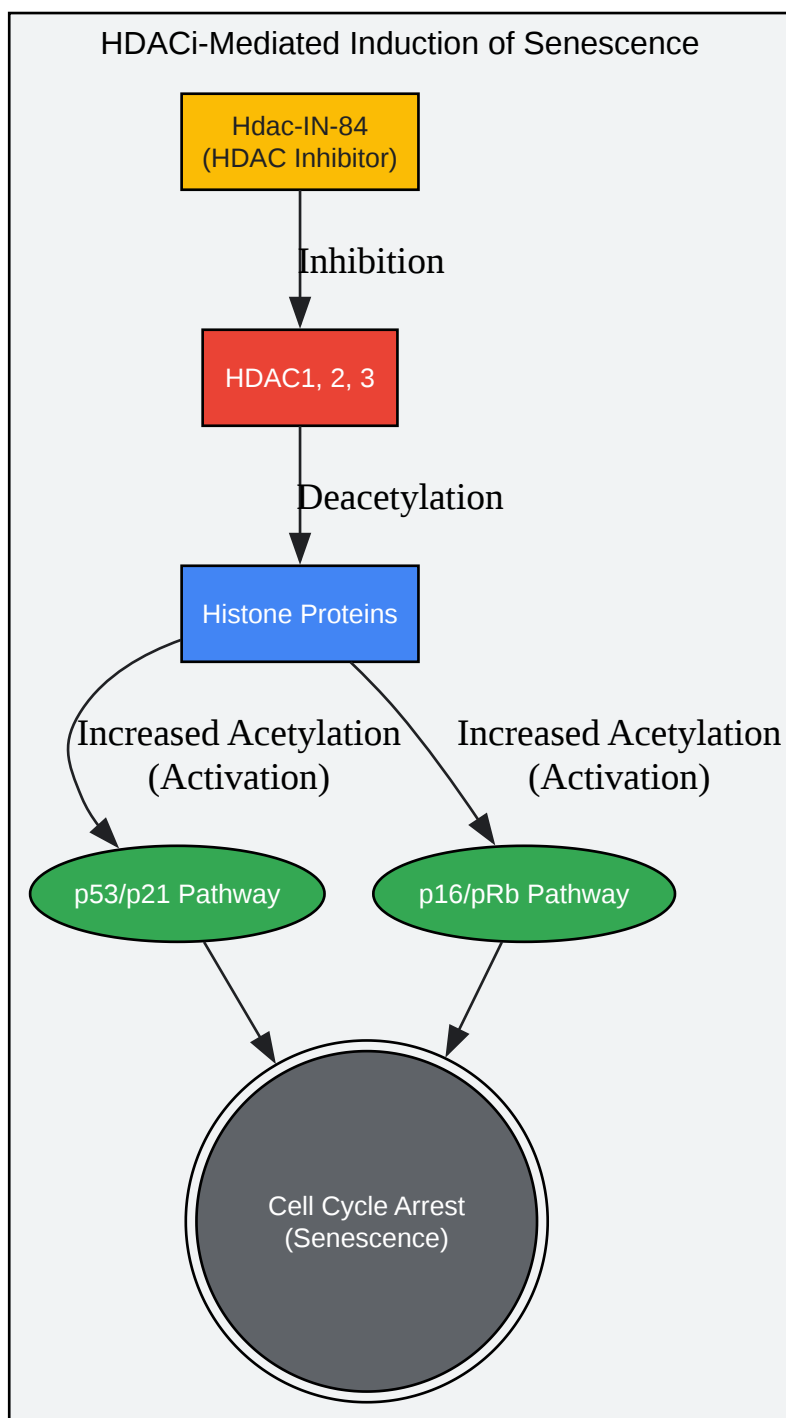 HDACi-Mediated Induction of Senescence
Hdac-IN-84
(HDAC Inhibitor)
Inhibition
HDAC1, 2, 3
Deacetylation
Histone Proteins
Increased Acetylation
(Activation)
Increased Acetylation
(Activation)
p53/p21 Pathway
p16/pRb Pathway
Cell Cycle Arrest
(Senescence)